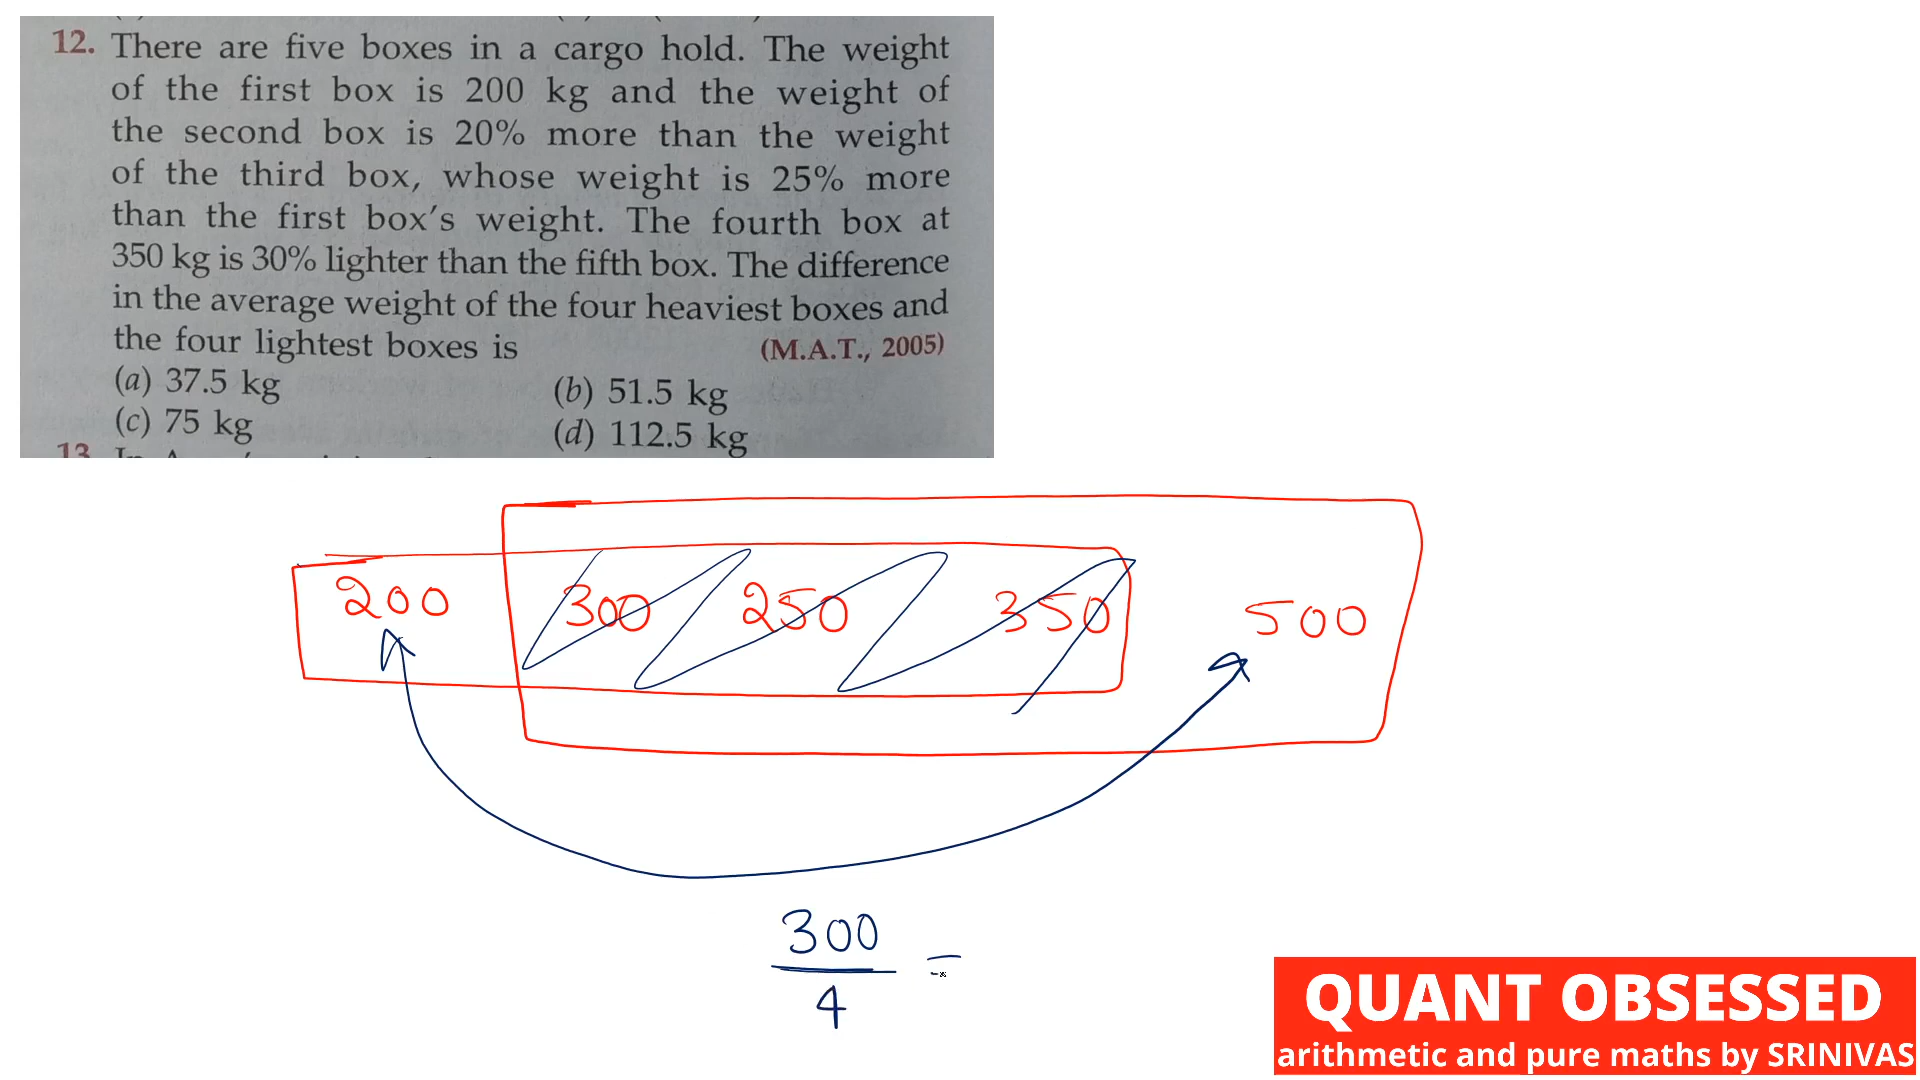 12. There are five boxes in a cargo hold. The weight
of the first box is 200 kg and the weight of
the second box is 20% more than the weight
of the third box, whose weight is 25% more
than the first box's weight. The fourth box at
350 kg is 30% lighter than the fifth box. The difference
in the average weight of the four heaviest boxes and
the four lightest boxes is (M.A.T., 2005)
(a) 37.5 kg (b) 51.5 kg
(c) 75 kg (d) 112.5 kg
13.
200 300 250 350 500
300
4
=
QUANT OBSESSED
arithmetic and pure maths by SRINIVAS